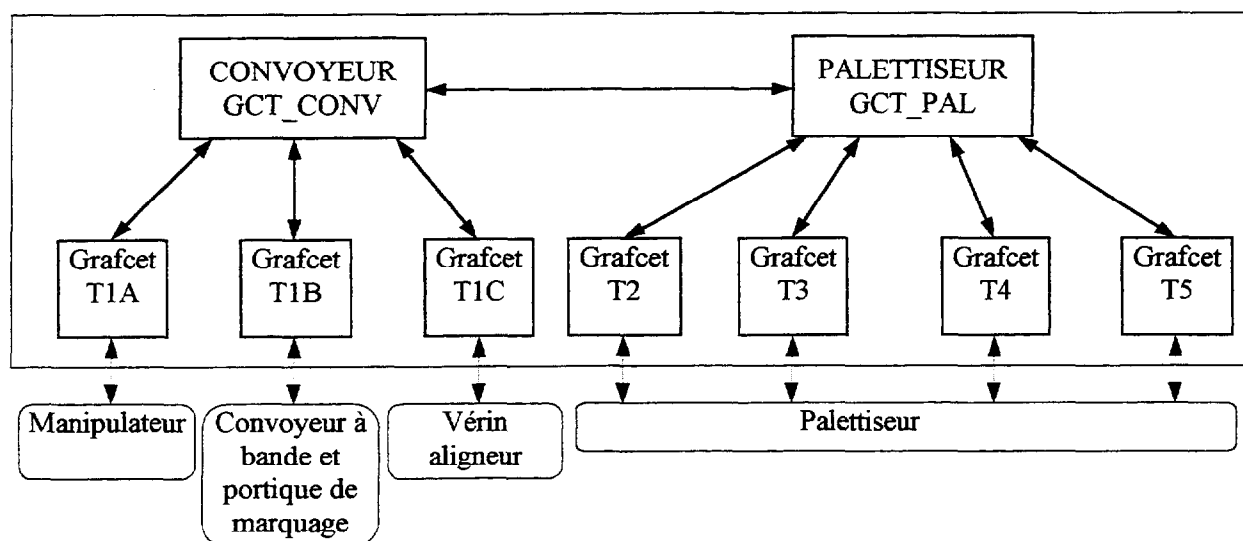 CONVOYEUR
GCT_CONV
PALETTISEUR
GCT_PAL
Grafcet
T1A
Grafcet
T1B
Grafcet
T1C
Grafcet
T2
Grafcet
T3
Grafcet
T4
Grafcet
T5
Manipulateur
Convoyeur à
bande et
portique de
marquage
Vérin
aligneur
Palettiseur